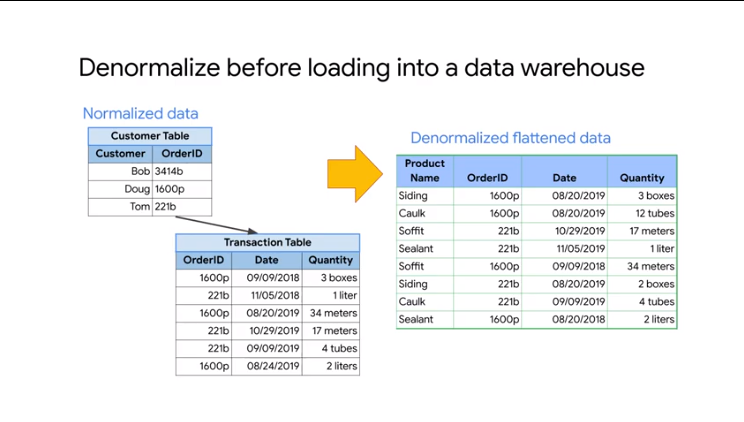 Denormalize before loading into a data warehouse
Normalized data
Customer Table
Customer OrderID
Bob 3414b
Doug 1600p
Tom 221b
Transaction Table
OrderID Date Quantity
1600p 09/09/2018 3 boxes
221b 11/05/2018 1 liter
1600p 08/20/2019 34 meters
221b 10/29/2019 17 meters
221b 09/09/2019 4 tubes
1600p 08/24/2019 2 liters
Denormalized flattened data
Product
Name OrderID Date Quantity
Siding 1600p 08/20/2019 3 boxes
Caulk 1600p 08/20/2019 12 tubes
Soffit 221b 10/29/2019 17 meters
Sealant 221b 11/05/2019 1 liter
Soffit 1600p 09/09/2018 34 meters
Siding 221b 08/20/2019 2 boxes
Caulk 221b 09/09/2019 4 tubes
Sealant 1600p 08/20/2018 2 liters